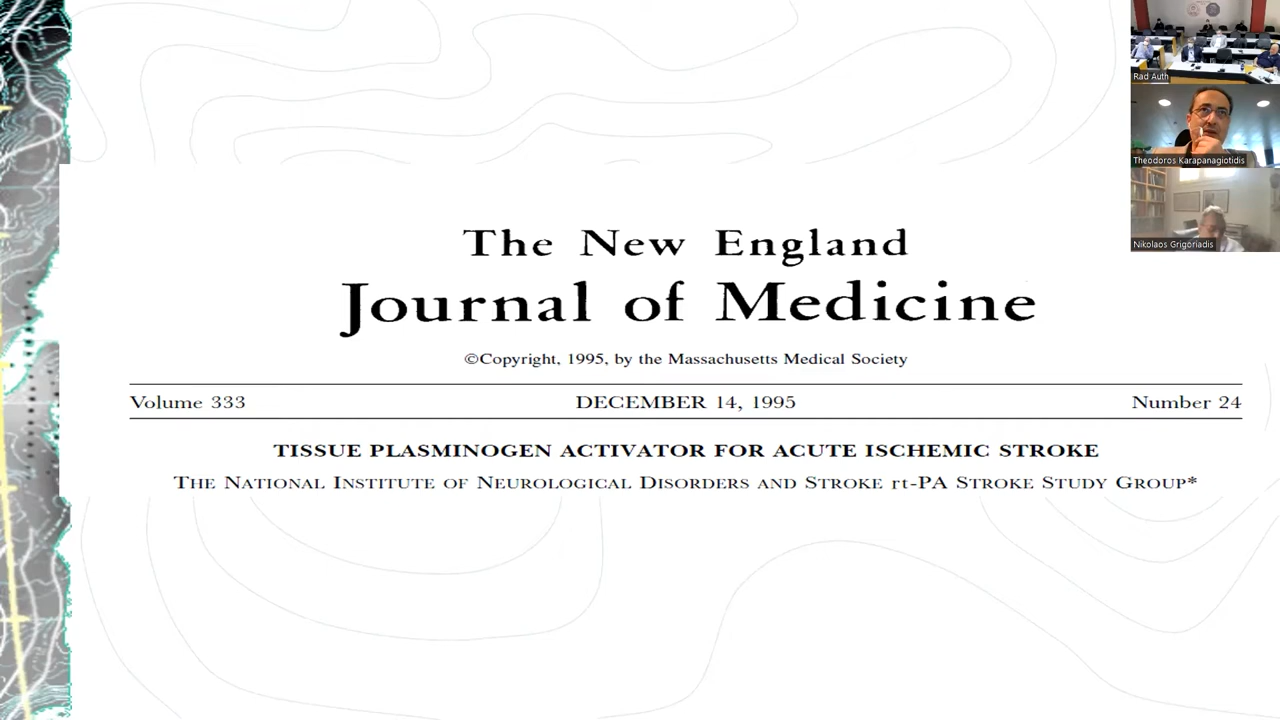 The New England
Journal of Medicine
©Copyright, 1995, by the Massachusetts Medical Society
Volume 333 DECEMBER 14, 1995 Number 24
TISSUE PLASMINOGEN ACTIVATOR FOR ACUTE ISCHEMIC STROKE
THE NATIONAL INSTITUTE OF NEUROLOGICAL DISORDERS AND STROKE rt-PA STROKE STUDY GROUP*
Rad Auth
Theodoros Karapanagiotidis
Nikolaos Grigoriadis